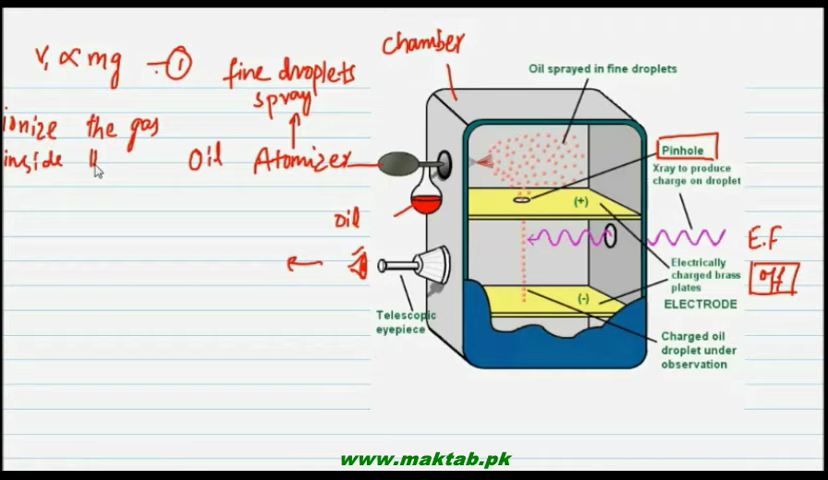 V₁ ∝ mg —①
ionize the gas
inside
fine droplets
spray
Oil Atomizer
oil
chamber
Oil sprayed in fine droplets
Pinhole
Xray to produce
charge on droplet
(+)
E.F
off
Electrically
charged brass
plates
(-)
ELECTRODE
Telescopic
eyepiece
Charged oil
droplet under
observation
www.maktab.pk